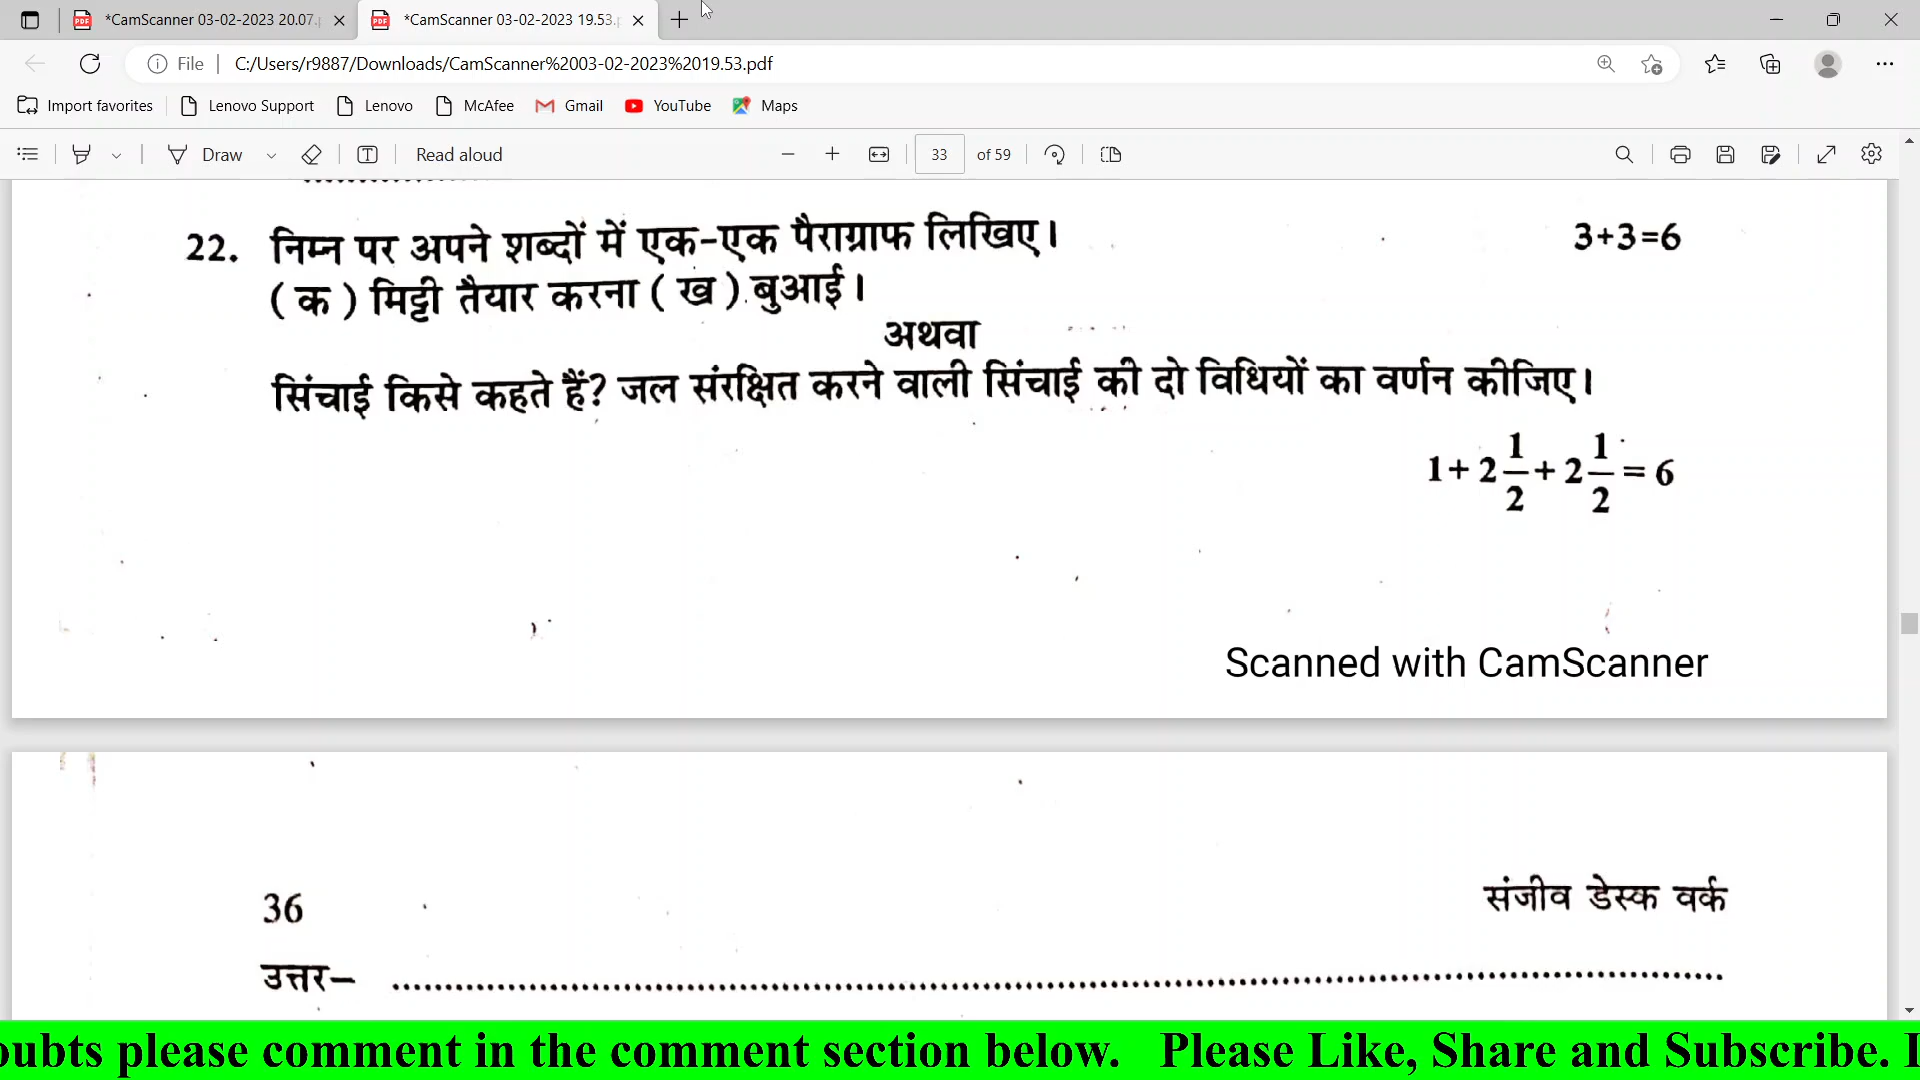 *CamScanner 03-02-2023 20.07.
*CamScanner 03-02-2023 19.53.p
File
C:/Users/r9887/Downloads/CamScanner%2003-02-2023%2019.53.pdf
Import favorites
Lenovo Support
Lenovo
McAfee
Gmail
YouTube
Maps
Draw
Read aloud
33 of 59
22. निम्न पर अपने शब्दों में एक-एक पैराग्राफ लिखिए। 3+3=6
( क ) मिट्टी तैयार करना ( ख ) बुआई।
अथवा
सिंचाई किसे कहते हैं? जल संरक्षित करने वाली सिंचाई की दो विधियों का वर्णन कीजिए।
1+ 2 1/2 + 2 1/2 = 6
Scanned with CamScanner
36 संजीव डेस्क वर्क
उत्तर– ........................................................................
oubts please comment in the comment section below. Please Like, Share and Subscribe. I